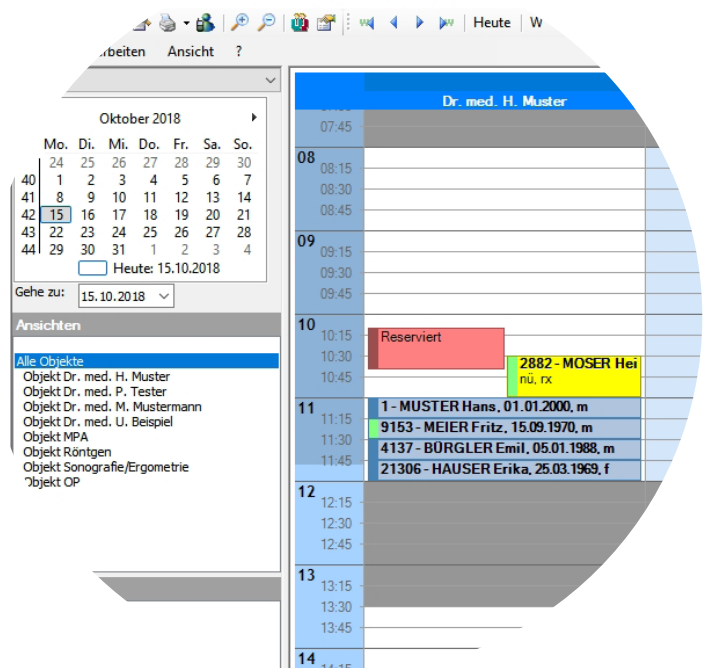 Heute
Ansicht ?
Oktober 2018
Mo. Di. Mi. Do. Fr. Sa. So.
24 25 26 27 28 29 30
40 1 2 3 4 5 6 7
41 8 9 10 11 12 13 14
42 15 16 17 18 19 20 21
43 22 23 24 25 26 27 28
44 29 30 31 1 2 3 4
Heute: 15.10.2018
Gehe zu: 15.10.2018
Ansichten
Alle Objekte
Objekt Dr. med. H. Muster
Objekt Dr. med. P. Tester
Objekt Dr. med. M. Mustermann
Objekt Dr. med. U. Beispiel
Objekt MPA
Objekt Röntgen
Objekt Sonografie/Ergometrie
Objekt OP
Dr. med. H. Muster
07:45
08
08:15
08:30
08:45
09
09:15
09:30
09:45
10
10:15 Reserviert
10:30 2882 - MOSER Hei
10:45 nü, rx
11 1 - MUSTER Hans, 01.01.2000, m
11:15 9153 - MEIER Fritz, 15.09.1970, m
11:30 4137 - BÜRGLER Emil, 05.01.1988, m
11:45 21306 - HAUSER Erika, 25.03.1969, f
12
12:15
12:30
12:45
13
13:15
13:30
13:45
14